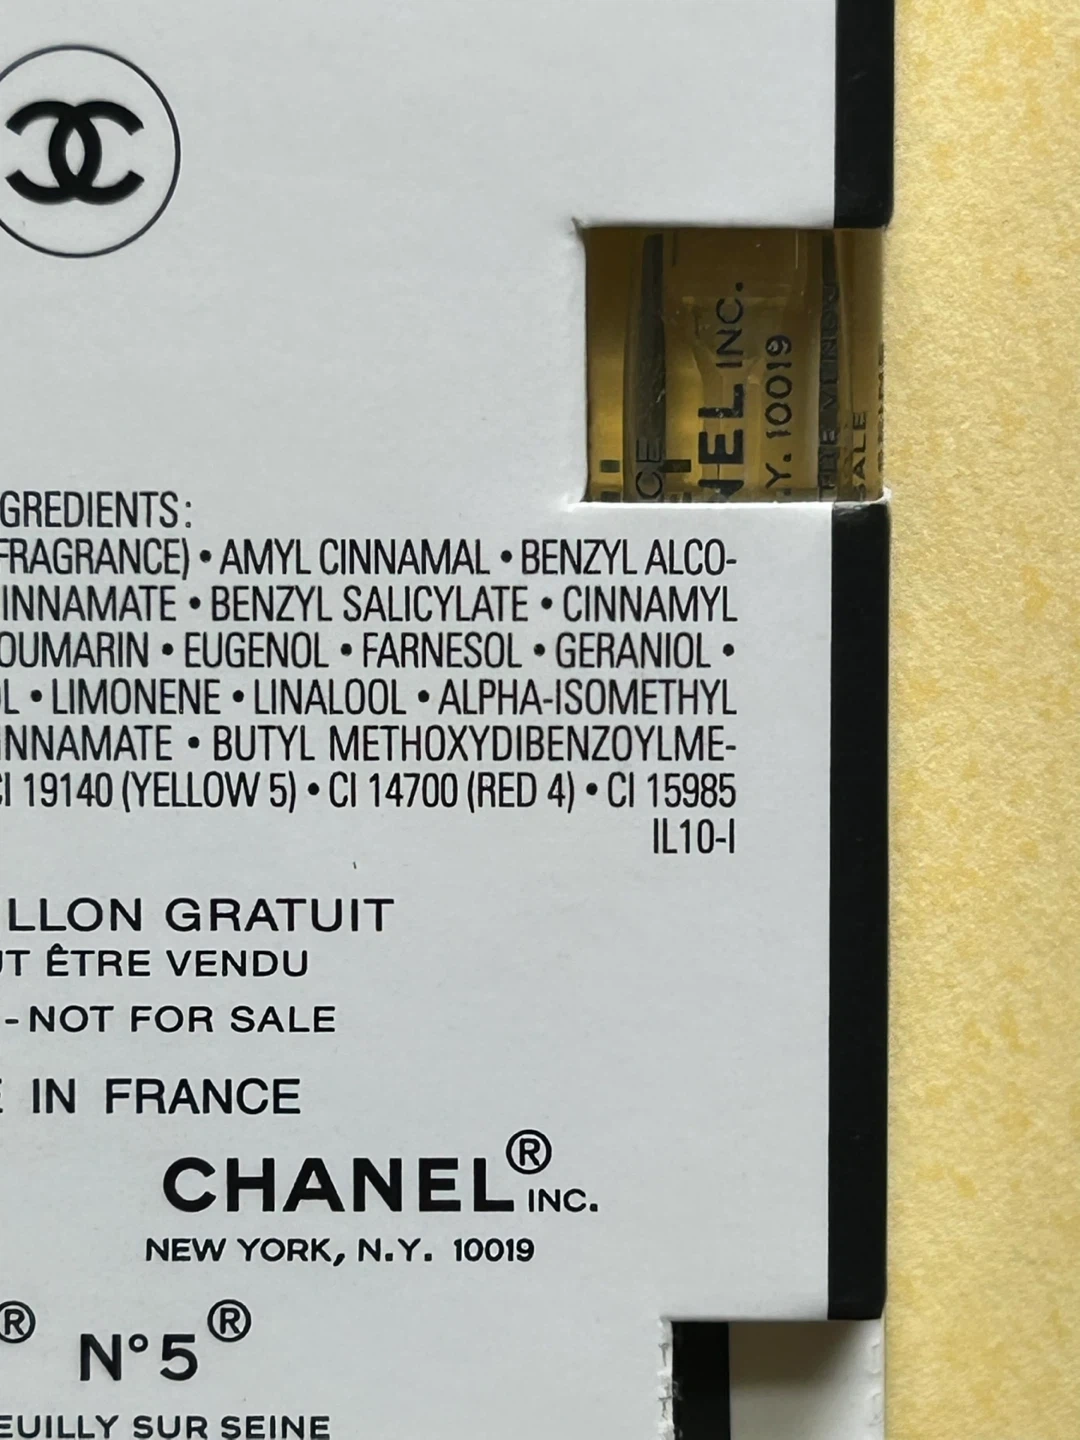 INC.
10019
SALE
GREDIENTS:
FRAGRANCE) • AMYL CINNAMAL • BENZYL ALCO-
INNAMATE • BENZYL SALICYLATE • CINNAMYL
OUMARIN • EUGENOL • FARNESOL • GERANIOL •
L • LIMONENE • LINALOOL • ALPHA-ISOMETHYL
INNAMATE • BUTYL METHOXYDIBENZOYLME-
CI 19140 (YELLOW 5) • CI 14700 (RED 4) • CI 15985
IL10-I
LLON GRATUIT
UT ÊTRE VENDU
- NOT FOR SALE
E IN FRANCE
CHANEL® INC.
NEW YORK, N.Y. 10019
® N°5®
EUILLY SUR SEINE